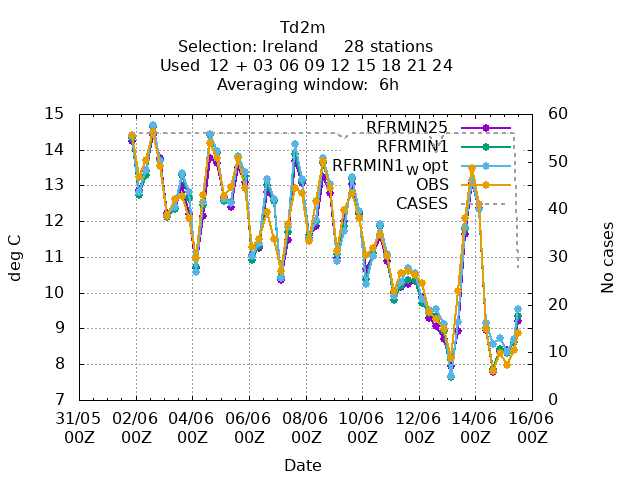 Td2m
Selection: Ireland 28 stations
Used 12 + 03 06 09 12 15 18 21 24
Averaging window: 6h
RFRMIN25
RFRMIN1
RFRMIN1w opt
OBS
CASES
deg C
15
14
13
12
11
10
9
8
7
60
50
40
30
20
10
0
No cases
31/05 02/06 04/06 06/06 08/06 10/06 12/06 14/06 16/06
00Z 00Z 00Z 00Z 00Z 00Z 00Z 00Z 00Z
Date